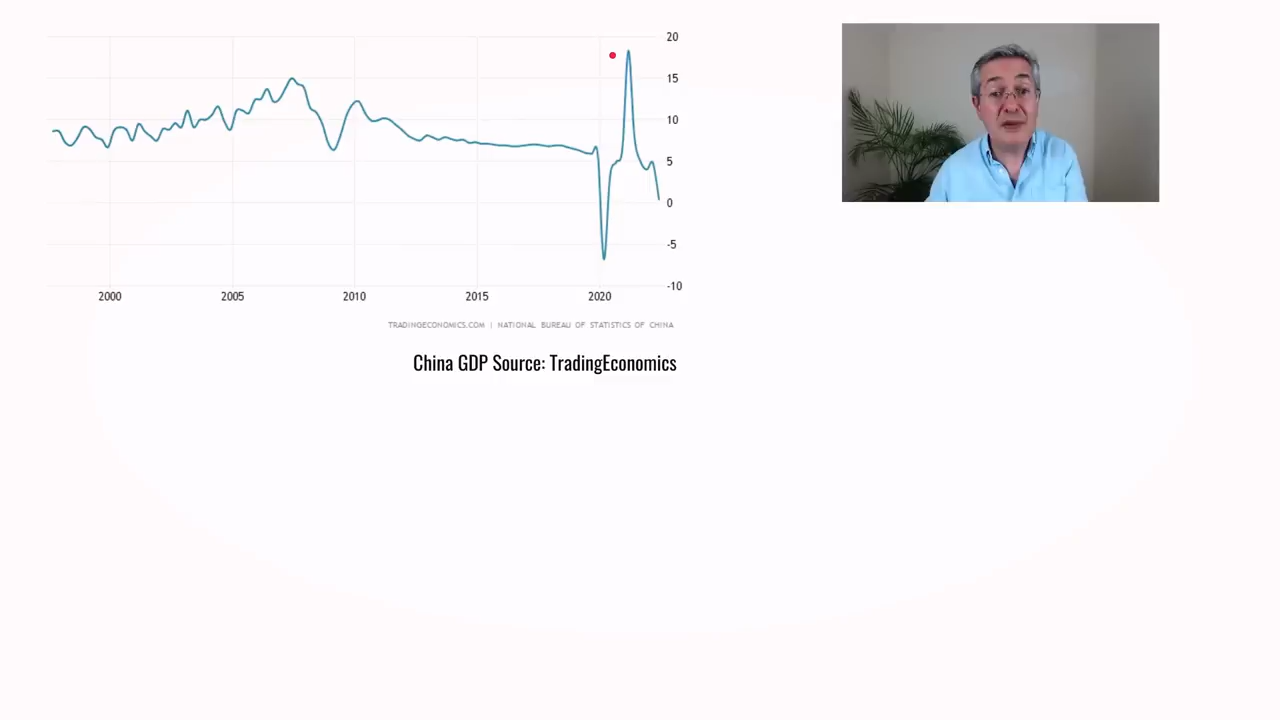 20
15
10
5
0
-5
-10
2000 2005 2010 2015 2020
TRADINGECONOMICS.COM | NATIONAL BUREAU OF STATISTICS OF CHINA
China GDP Source: TradingEconomics